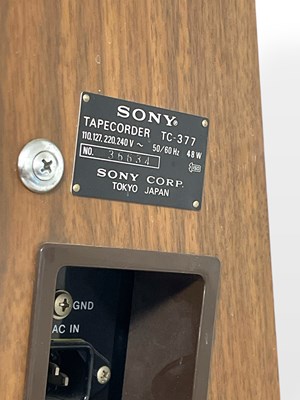 SONY®
TAPECORDER TC-377
110,127,220,240 V ~ 50/60 Hz 48 W
NO. 36634
SONY CORP.
TOKYO JAPAN
GND
AC IN